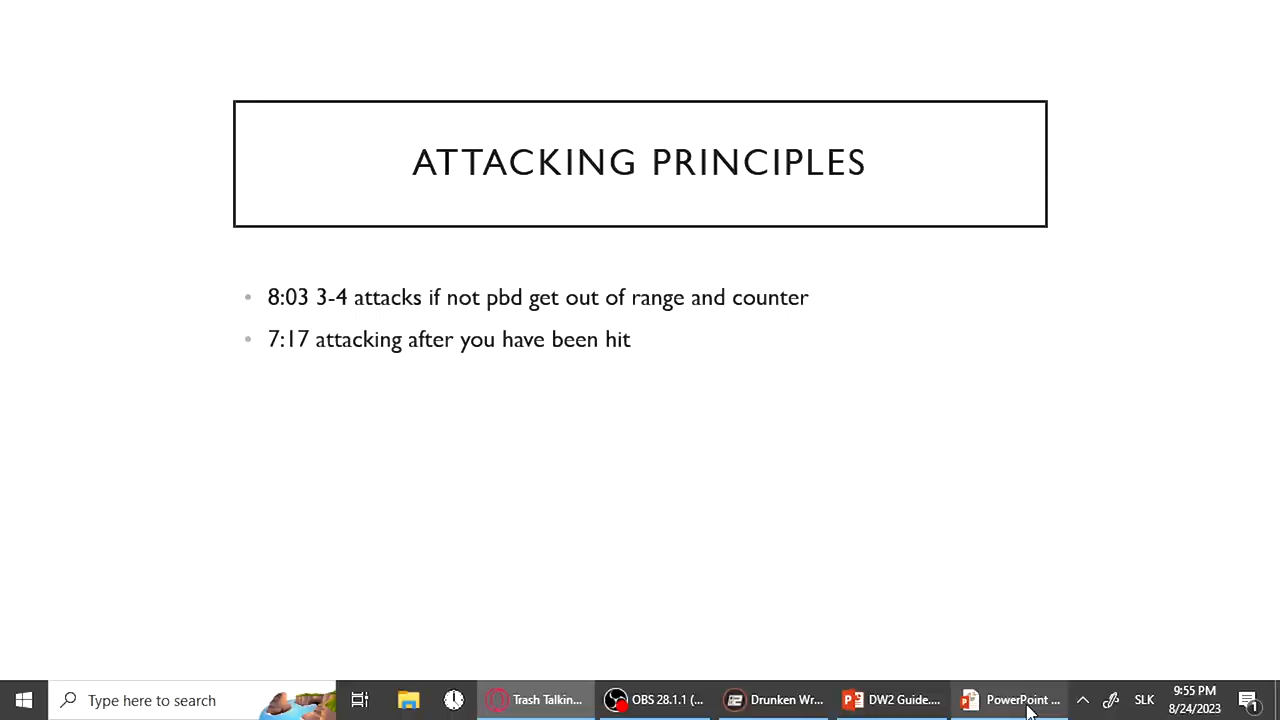 ATTACKING PRINCIPLES
• 8:03 3-4 attacks if not pbd get out of range and counter
• 7:17 attacking after you have been hit
Type here to search
Trash Talkin...
OBS 28.1.1 (...
Drunken Wr...
DW2 Guide....
PowerPoint ...
SLK
9:55 PM
8/24/2023
1